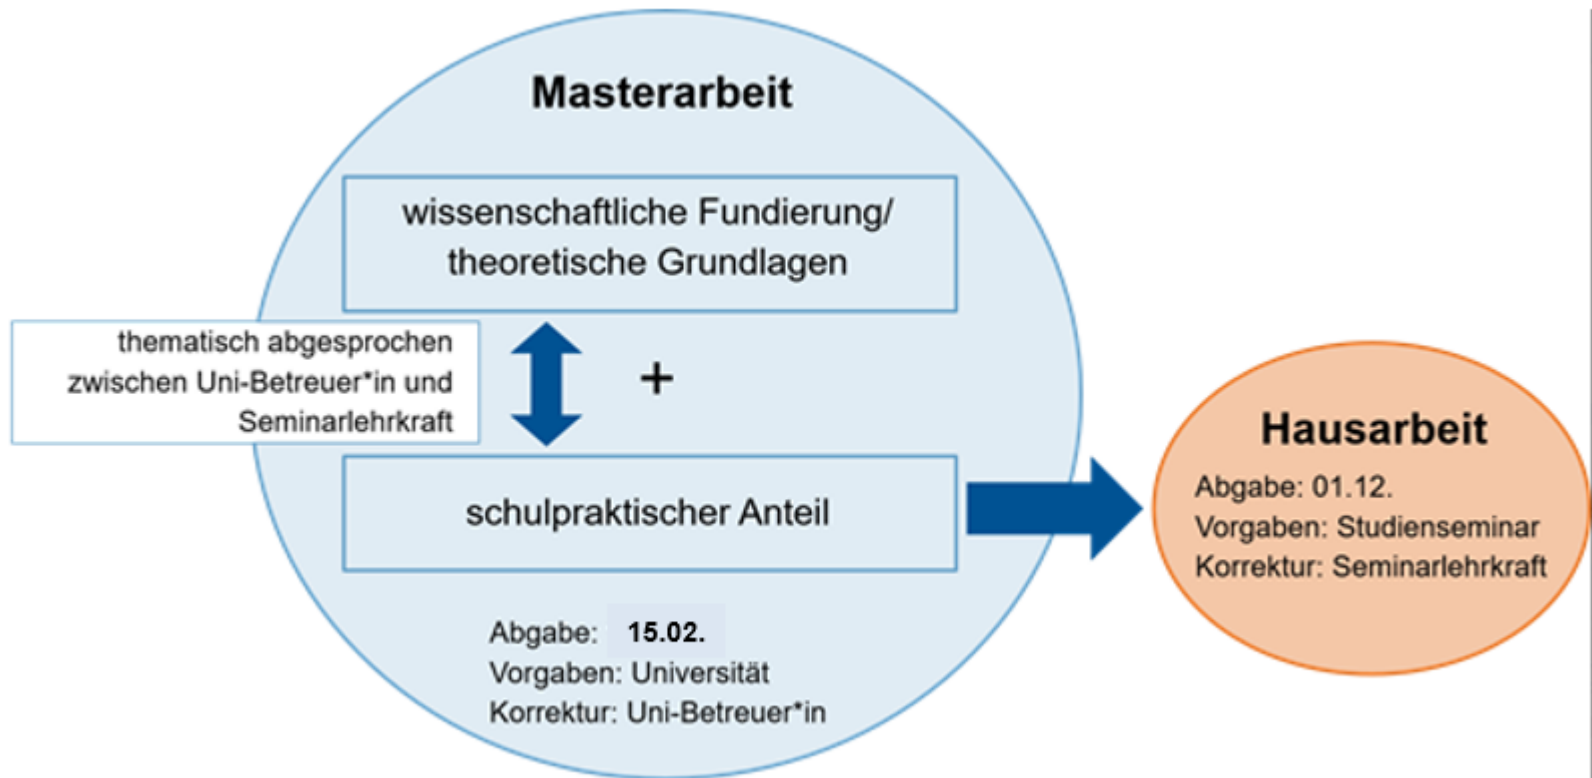 Masterarbeit
wissenschaftliche Fundierung/
theoretische Grundlagen
thematisch abgesprochen
zwischen Uni-Betreuer*in und
Seminarlehrkraft
+
schulpraktischer Anteil
Abgabe: 15.02.
Vorgaben: Universität
Korrektur: Uni-Betreuer*in
Hausarbeit
Abgabe: 01.12.
Vorgaben: Studienseminar
Korrektur: Seminarlehrkraft